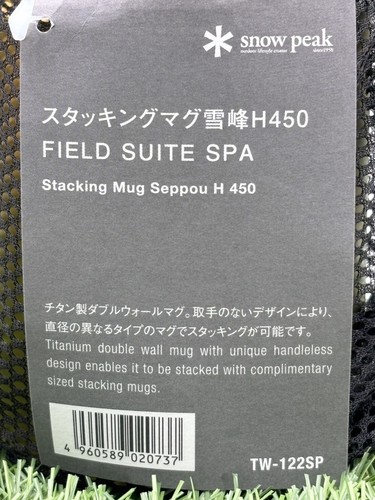 snow peak
outdoor lifestyle creator
since1958
スタッキングマグ雪峰H450
FIELD SUITE SPA
Stacking Mug Seppou H 450
チタン製ダブルウォールマグ。取手のないデザインにより、
直径の異なるタイプのマグでスタッキングが可能です。
Titanium double wall mug with unique handleless
design enables it to be stacked with complimentary
sized stacking mugs.
4 960589 020737
TW-122SP